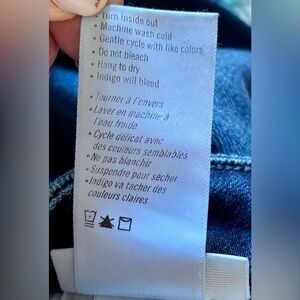 • Turn inside out
• Machine wash cold
• Gentle cycle with like colors
• Do not bleach
• Hang to dry
• Indigo will bleed
• Tourner à l'envers
• Laver en machine à
l'eau froide
• Cycle délicat avec
des couleurs semblables
• Ne pas blanchir
• Suspendre pour sécher
• Indigo va tacher des
couleurs claires